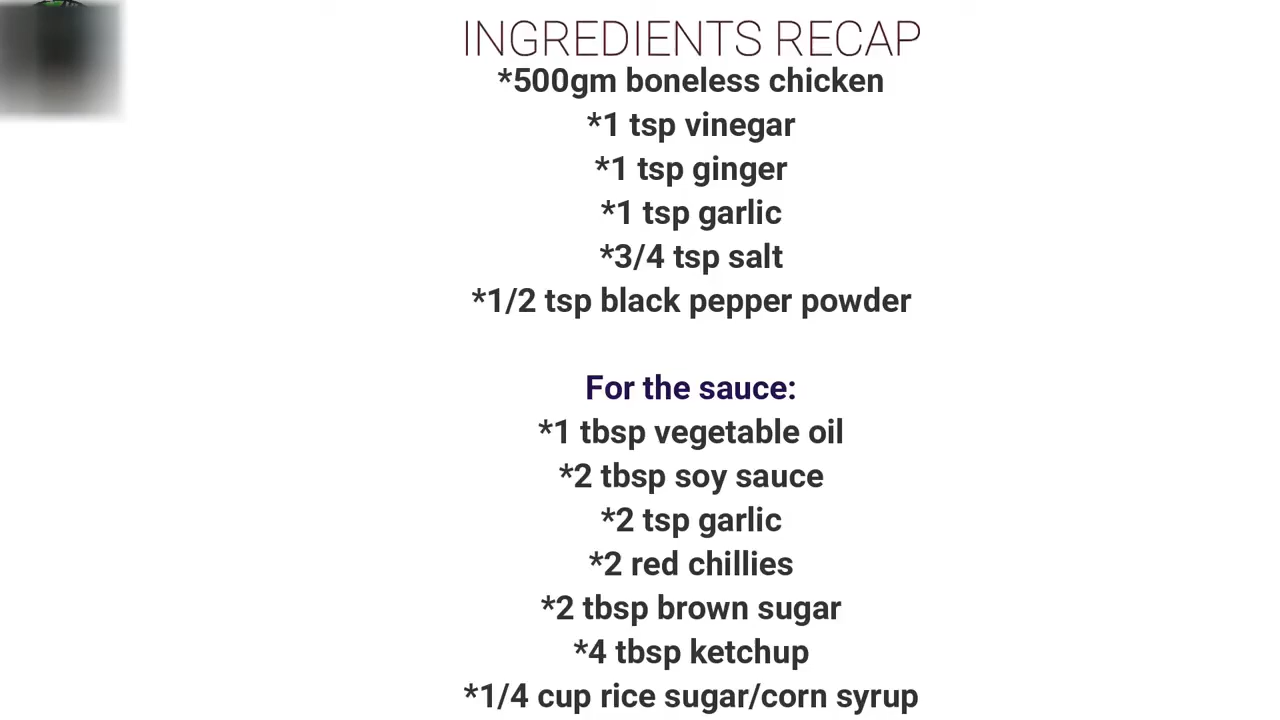 INGREDIENTS RECAP
*500gm boneless chicken
*1 tsp vinegar
*1 tsp ginger
*1 tsp garlic
*3/4 tsp salt
*1/2 tsp black pepper powder
For the sauce:
*1 tbsp vegetable oil
*2 tbsp soy sauce
*2 tsp garlic
*2 red chillies
*2 tbsp brown sugar
*4 tbsp ketchup
*1/4 cup rice sugar/corn syrup